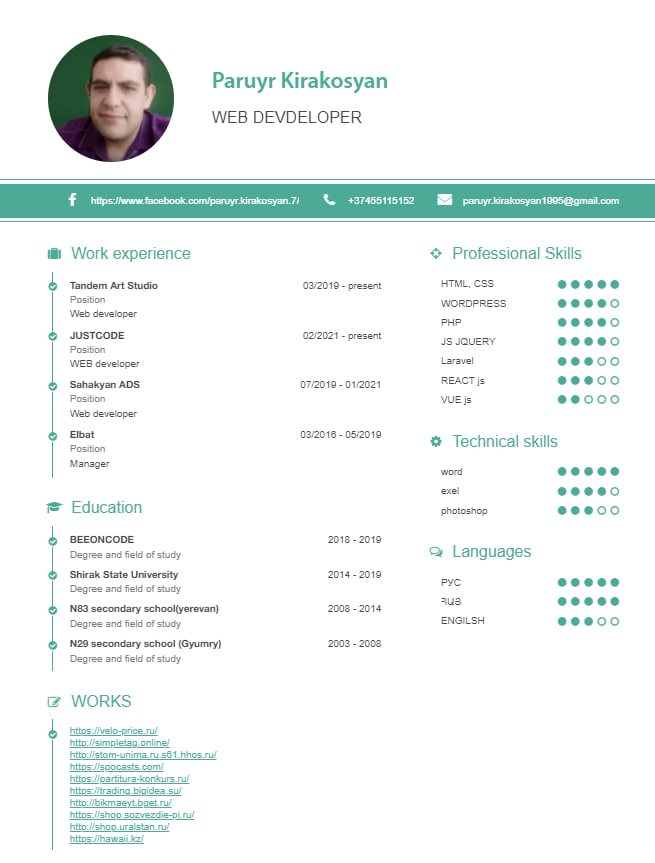 Paruyr Kirakosyan
WEB DEVDELOPER
https://www.facebook.com/paruyr.kirakosyan.7/ +37455115152 paruyr.kirakosyan1995@gmail.com
Work experience
Tandem Art Studio 03/2019 - present
Position
Web developer
JUSTCODE 02/2021 - present
Position
WEB developer
Sahakyan ADS 07/2019 - 01/2021
Position
Web developer
Elbat 03/2016 - 05/2019
Position
Manager
Education
BEEONCODE 2018 - 2019
Degree and field of study
Shirak State University 2014 - 2019
Degree and field of study
N83 secondary school(yerevan) 2008 - 2014
Degree and field of study
N29 secondary school (Gyumry) 2003 - 2008
Degree and field of study
WORKS
https://velo-price.ru/
http://simpletag.online/
http://stom-unima.ru.s61.hhos.ru/
https://spocasts.com/
https://partitura-konkurs.ru/
https://trading.bigidea.su/
http://bikmaeyt.bget.ru/
https://shop.sozvezdie-pi.ru/
http://shop.uralstan.ru/
https://hawaii.kz/
Professional Skills
HTML, CSS
WORDPRESS
PHP
JS JQUERY
Laravel
REACT js
VUE js
Technical skills
word
exel
photoshop
Languages
РУС
ՀԱՅ
ENGILSH